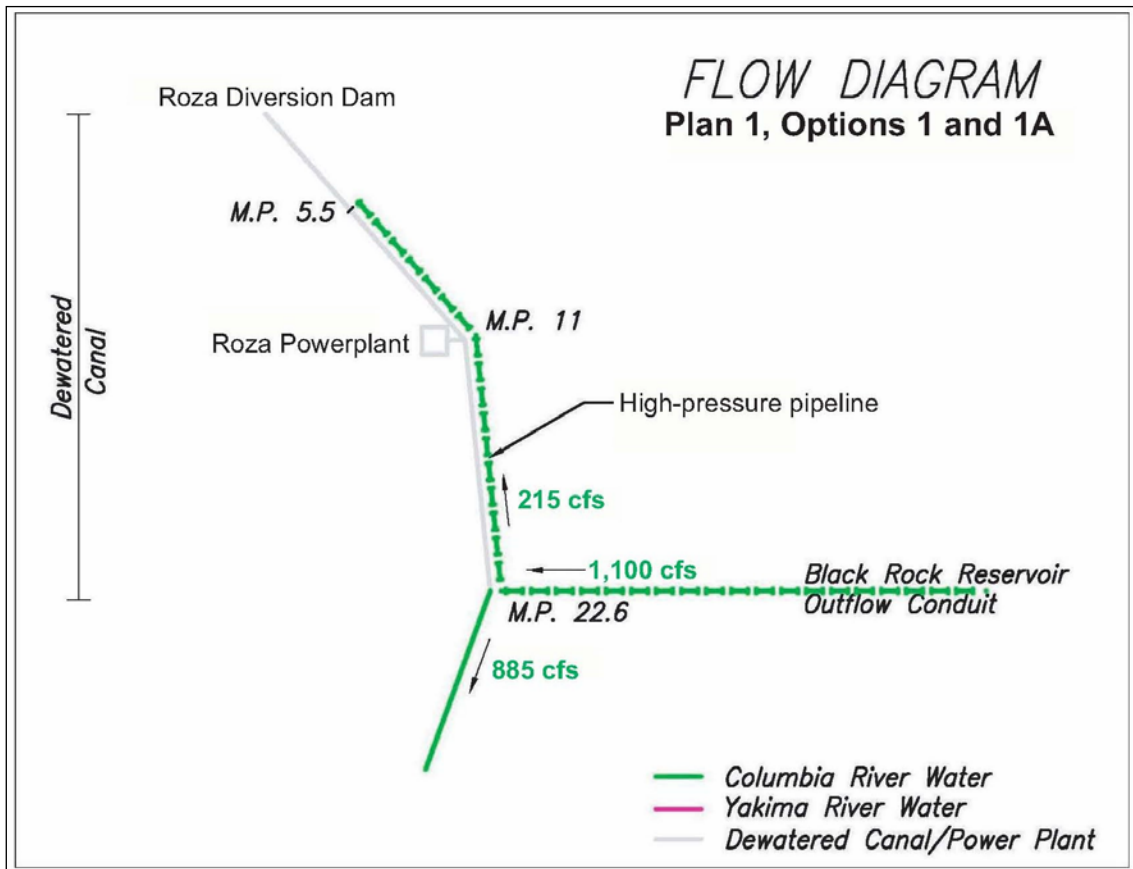 FLOW DIAGRAM
Plan 1, Options 1 and 1A
Roza Diversion Dam
M.P. 5.5
Dewatered
Canal
M.P. 11
Roza Powerplant
High-pressure pipeline
215 cfs
1,100 cfs
Black Rock Reservoir
Outflow Conduit
M.P. 22.6
885 cfs
Columbia River Water
Yakima River Water
Dewatered Canal/Power Plant